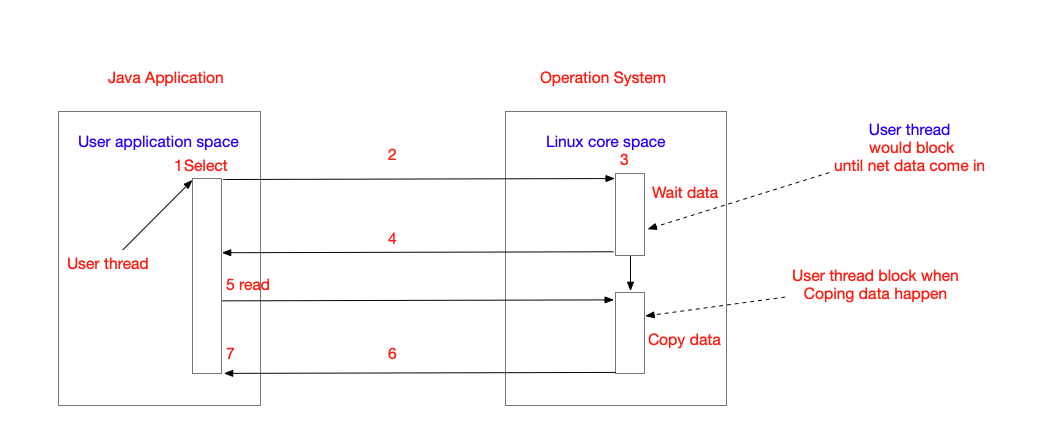 Java Application
Operation System
User application space
Linux core space
1 Select
2
3
User thread
would block
until net data come in
Wait data
4
User thread
5 read
User thread block when
Coping data happen
Copy data
7
6